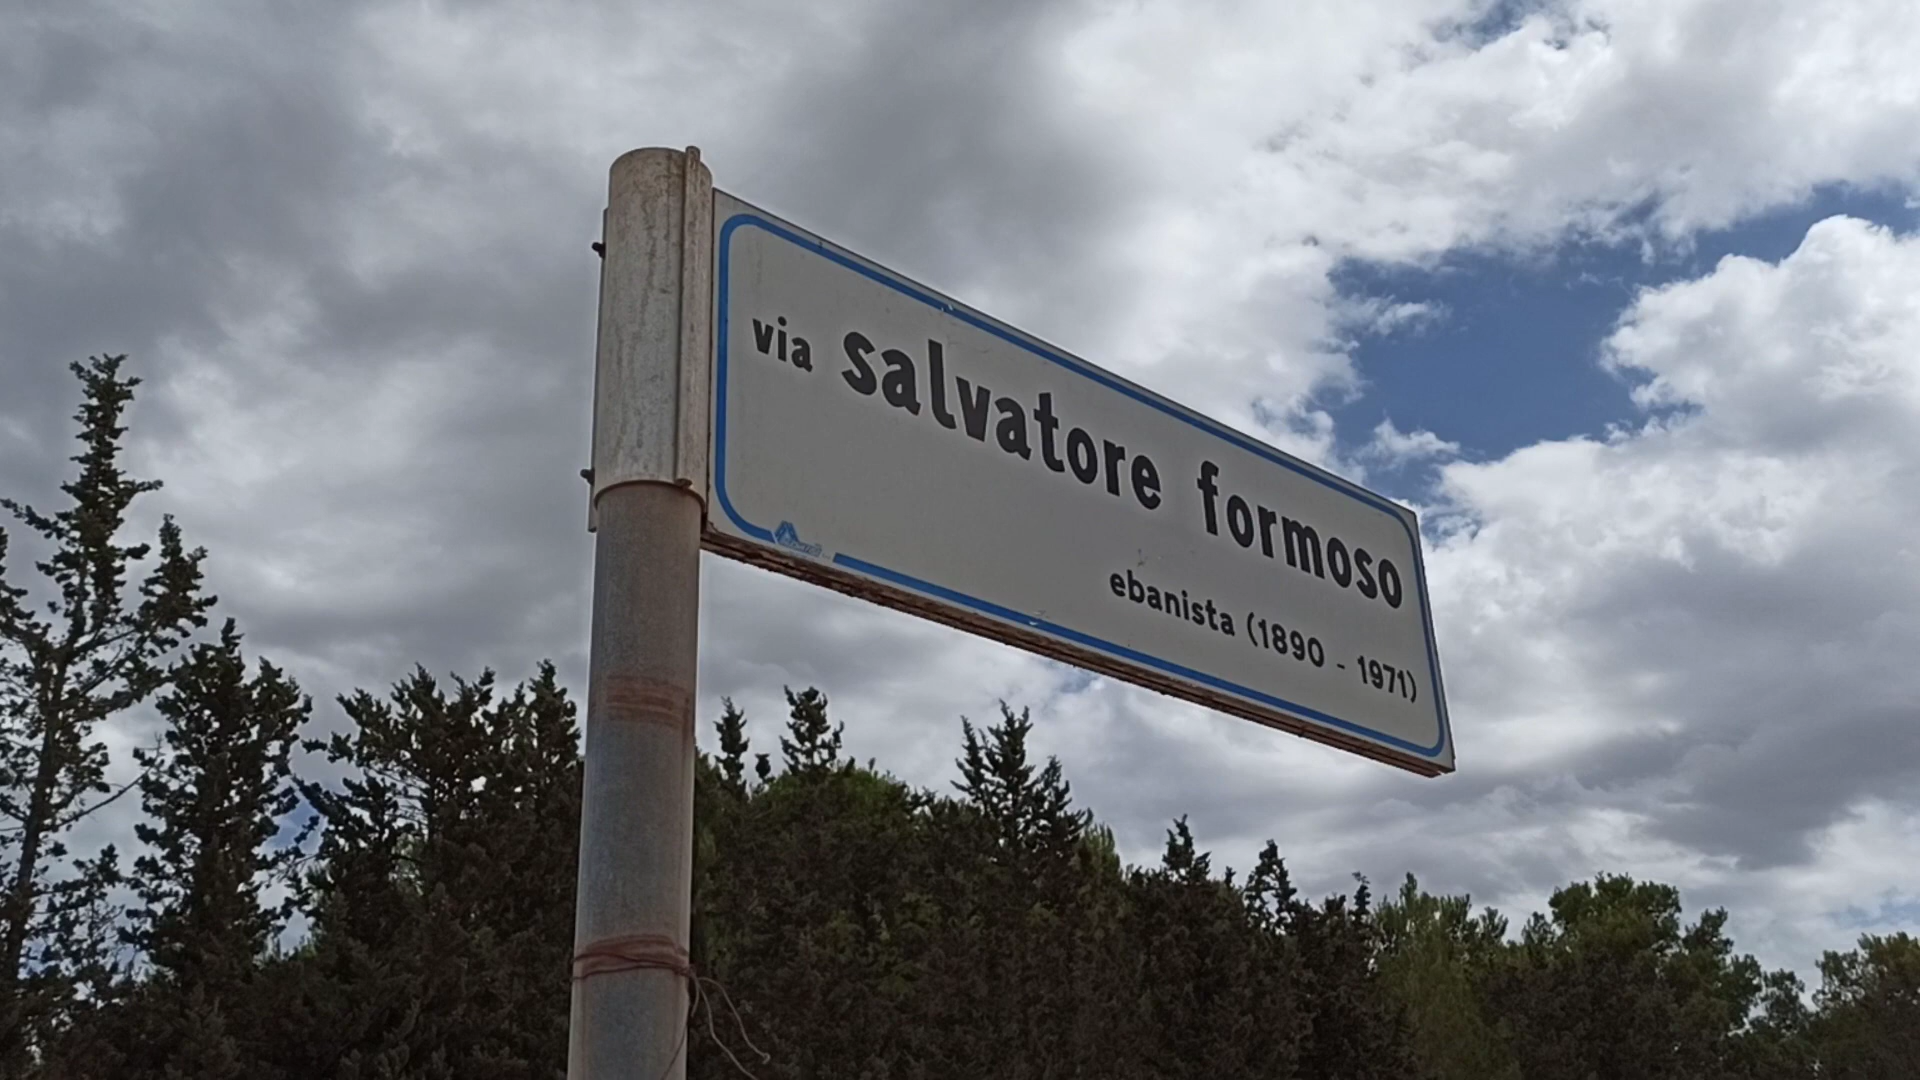 via salvatore formoso
ebanista (1890 - 1971)